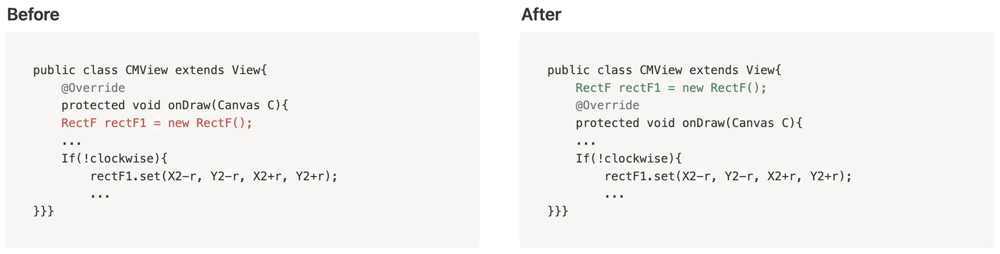 Before
public class CMView extends View{
@Override
protected void onDraw(Canvas C){
RectF rectF1 = new RectF();
...
If(!clockwise){
rectF1.set(X2-r, Y2-r, X2+r, Y2+r);
...
}}}
After
public class CMView extends View{
RectF rectF1 = new RectF();
@Override
protected void onDraw(Canvas C){
...
If(!clockwise){
rectF1.set(X2-r, Y2-r, X2+r, Y2+r);
...
}}}